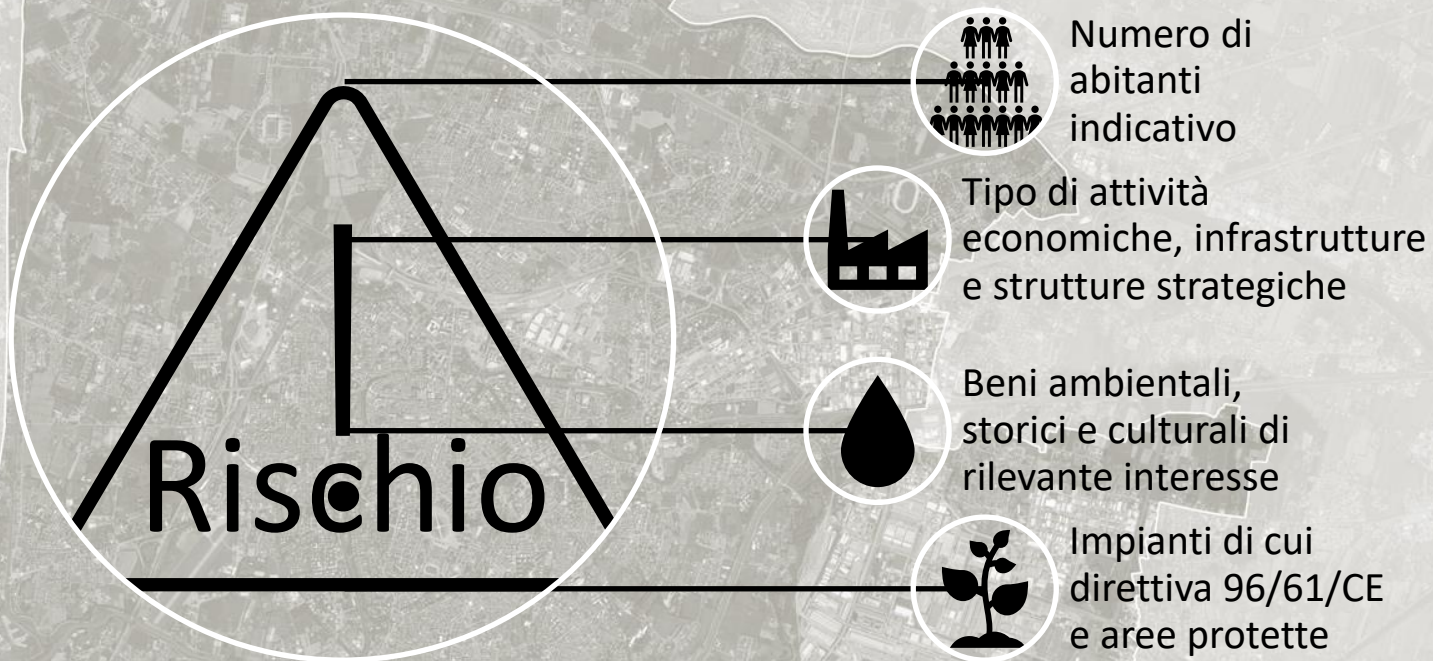 Numero di
abitanti
indicativo
Tipo di attività
economiche, infrastrutture
e strutture strategiche
Rischio
Beni ambientali,
storici e culturali di
rilevante interesse
Impianti di cui
direttiva 96/61/CE
e aree protette